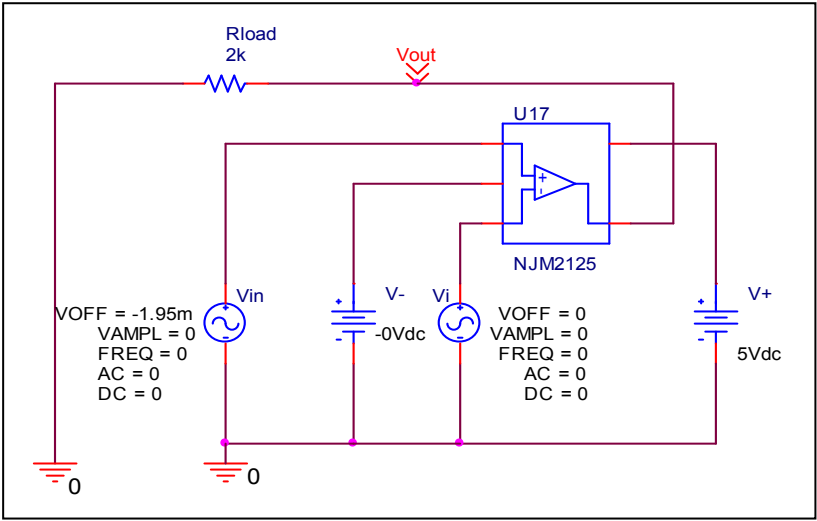 Rload
2k
Vout
U17
+
-
NJM2125
Vin
VOFF = -1.95m
VAMPL = 0
FREQ = 0
AC = 0
DC = 0
V-
+
-
-0Vdc
Vi
VOFF = 0
VAMPL = 0
FREQ = 0
AC = 0
DC = 0
V+
+
-
5Vdc
0
0